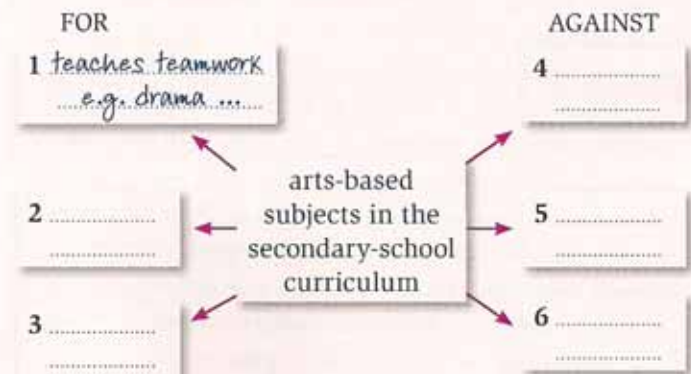 FOR
1 teaches teamwork
e.g. drama ...
2 ..................
..................
3 ..................
..................
arts-based
subjects in the
secondary-school
curriculum
AGAINST
4 ..................
..................
5 ..................
..................
6 ..................
..................